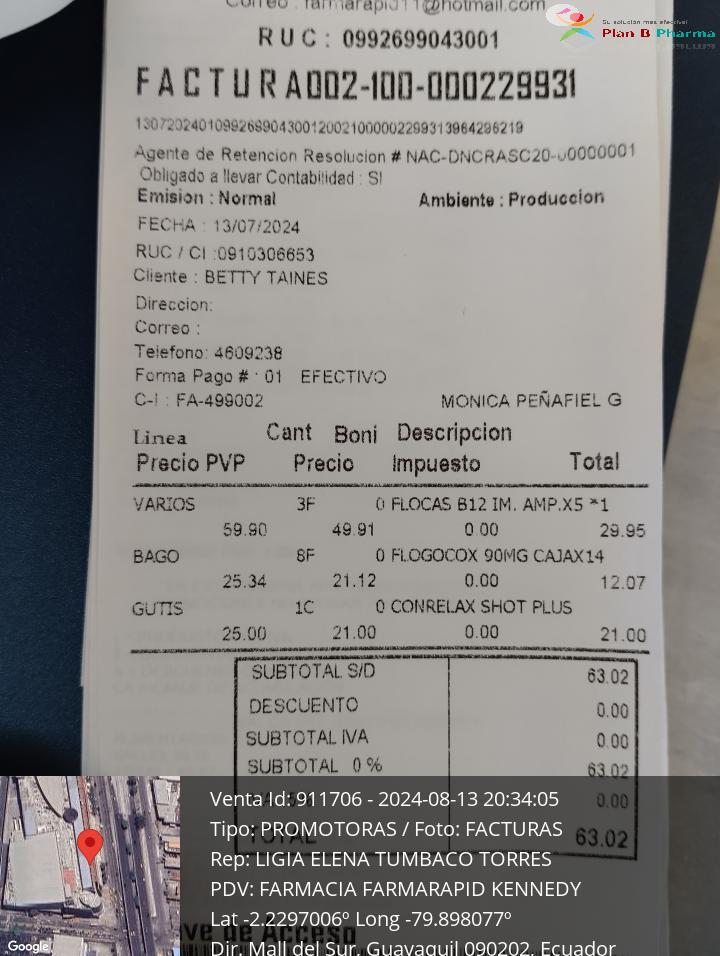 Correo : farmarapid11@hotmail.com
Su solución más efectiva!
Plan B Pharma
RUC : 0992699043001
FACTURA002-100-000229931
Agente de Retencion Resolucion # NAC-DNCRASC20-00000001
Obligado a llevar Contabilidad : SI
Emision : Normal Ambiente : Produccion
FECHA : 13/07/2024
RUC / CI :0910306653
Cliente : BETTY TAINES
Direccion:
Correo :
Telefono: 4609238
Forma Pago # : 01 EFECTIVO
C-I : FA-499002 MONICA PEÑAFIEL G
Linea Cant Boni Descripcion
Precio PVP Precio Impuesto Total
VARIOS 3F 0 FLOCAS B12 IM. AMP.X5 *1
59.90 49.91 0.00 29.95
BAGO 8F 0 FLOGOCOX 90MG CAJAX14
25.34 21.12 0.00 12.07
GUTIS 1C 0 CONRELAX SHOT PLUS
25.00 21.00 0.00 21.00
SUBTOTAL S/D 63.02
DESCUENTO 0.00
SUBTOTAL IVA 0.00
SUBTOTAL 0 % 63.02
0.00
TOTAL 63.02
Venta Id: 911706 - 2024-08-13 20:34:05
Tipo: PROMOTORAS / Foto: FACTURAS
Rep: LIGIA ELENA TUMBACO TORRES
PDV: FARMACIA FARMARAPID KENNEDY
Lat -2.2297006º Long -79.898077º
de Acceso
Dir. Mall del Sur, Guayaquil 090202, Ecuador
Google